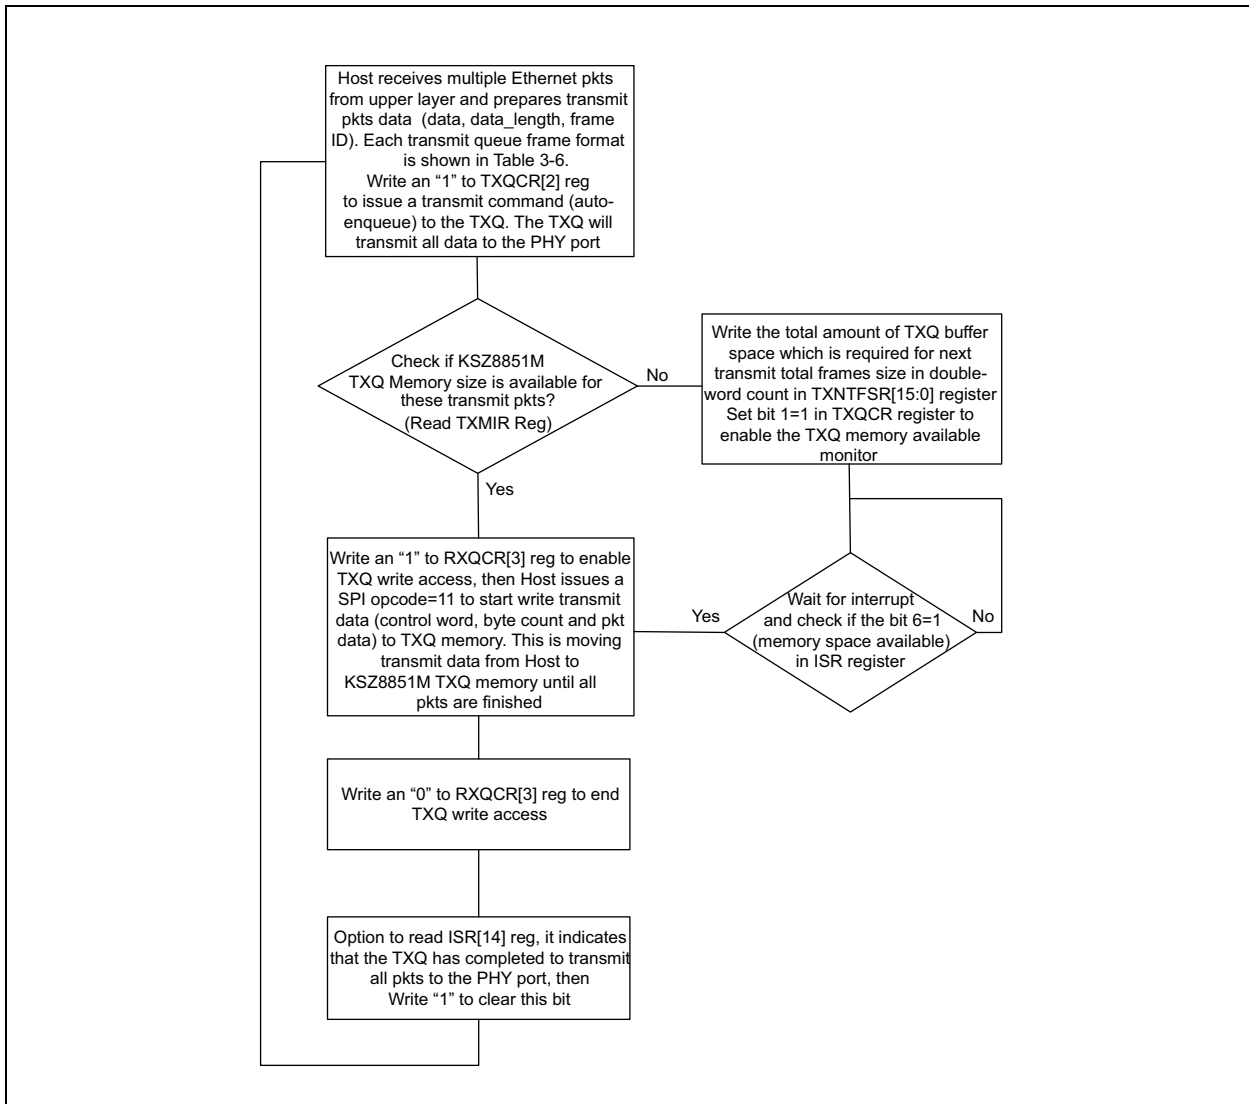 Host receives multiple Ethernet pkts
from upper layer and prepares transmit
pkts data (data, data_length, frame
ID). Each transmit queue frame format
is shown in Table 3-6.
Write an “1” to TXQCR[2] reg
to issue a transmit command (auto-
enqueue) to the TXQ. The TXQ will
transmit all data to the PHY port
Check if KSZ8851M
TXQ Memory size is available for
these transmit pkts?
(Read TXMIR Reg)
No
Write the total amount of TXQ buffer
space which is required for next
transmit total frames size in double-
word count in TXNTFSR[15:0] register
Set bit 1=1 in TXQCR register to
enable the TXQ memory available
monitor
Yes
Write an “1” to RXQCR[3] reg to enable
TXQ write access, then Host issues a
SPI opcode=11 to start write transmit
data (control word, byte count and pkt
data) to TXQ memory. This is moving
transmit data from Host to
KSZ8851M TXQ memory until all
pkts are finished
Yes
Wait for interrupt
and check if the bit 6=1
(memory space available)
in ISR register
No
Write an “0” to RXQCR[3] reg to end
TXQ write access
Option to read ISR[14] reg, it indicates
that the TXQ has completed to transmit
all pkts to the PHY port, then
Write “1” to clear this bit